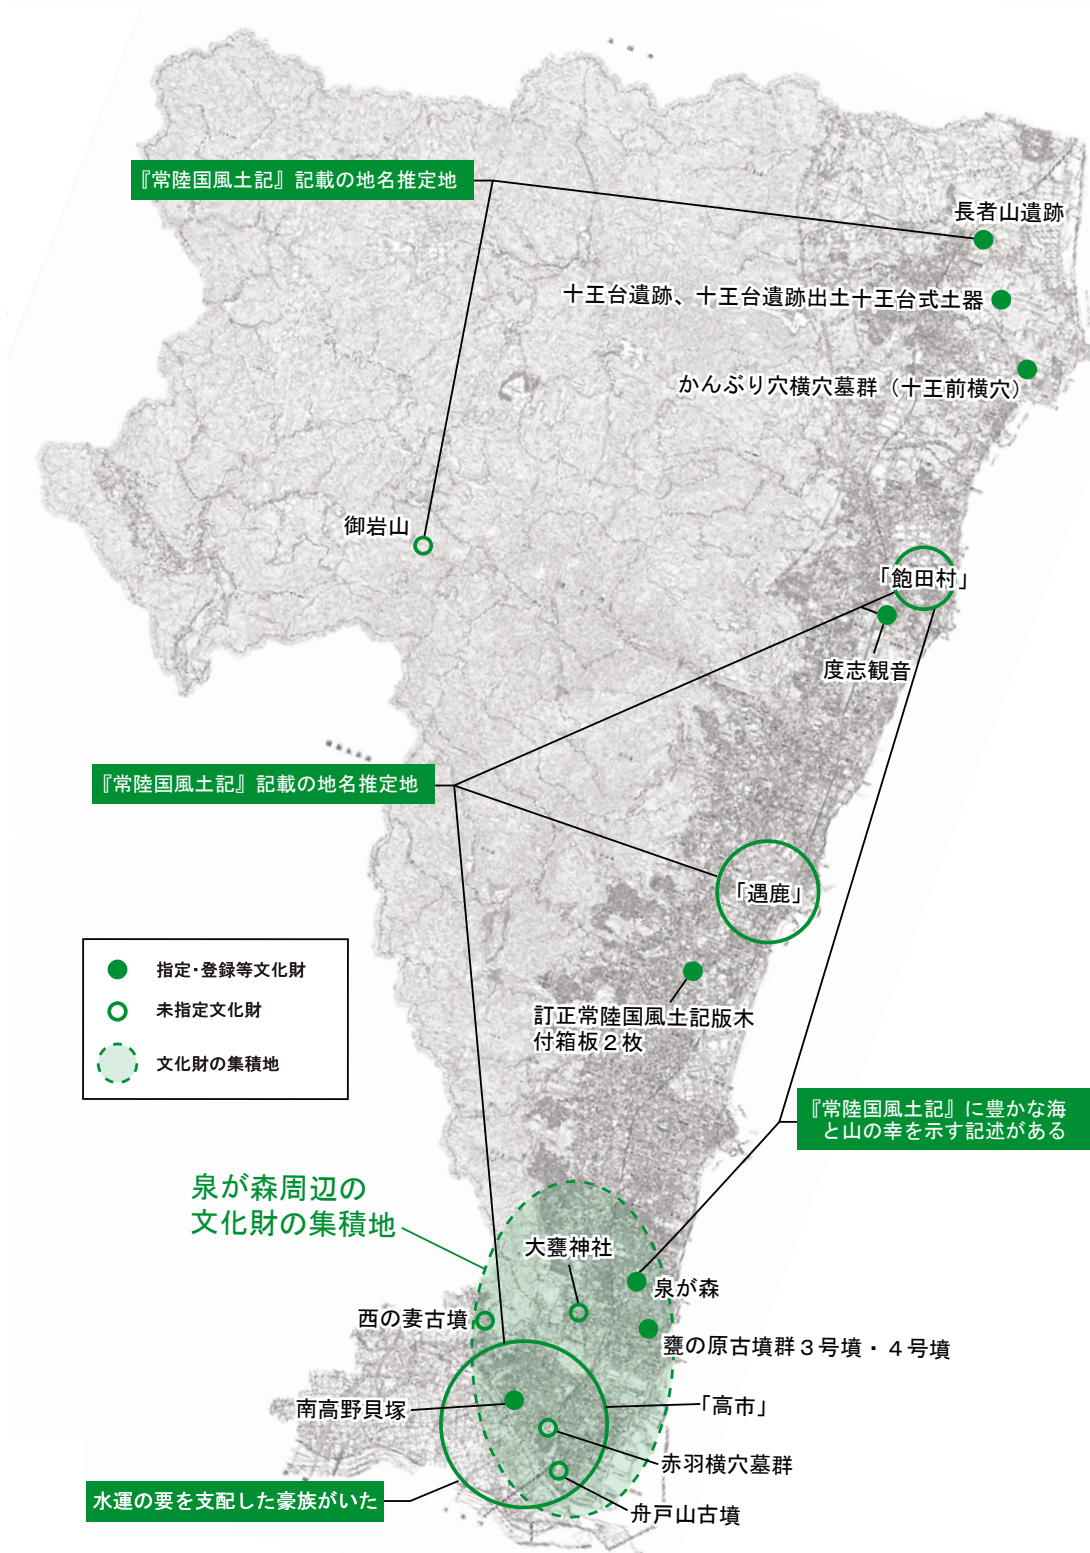 『常陸国風土記』記載の地名推定地
長者山遺跡
十王台遺跡、十王台遺跡出土十王台式土器
かんぶり穴横穴墓群（十王前横穴）
御岩山
「飽田村」
度志観音
『常陸国風土記』記載の地名推定地
「遇鹿」
指定・登録等文化財
未指定文化財
文化財の集積地
訂正常陸国風土記版木
付箱板２枚
『常陸国風土記』に豊かな海
と山の幸を示す記述がある
泉が森周辺の
文化財の集積地
大甕神社
泉が森
西の妻古墳
甕の原古墳群３号墳・４号墳
南高野貝塚
「高市」
赤羽横穴墓群
水運の要を支配した豪族がいた
舟戸山古墳